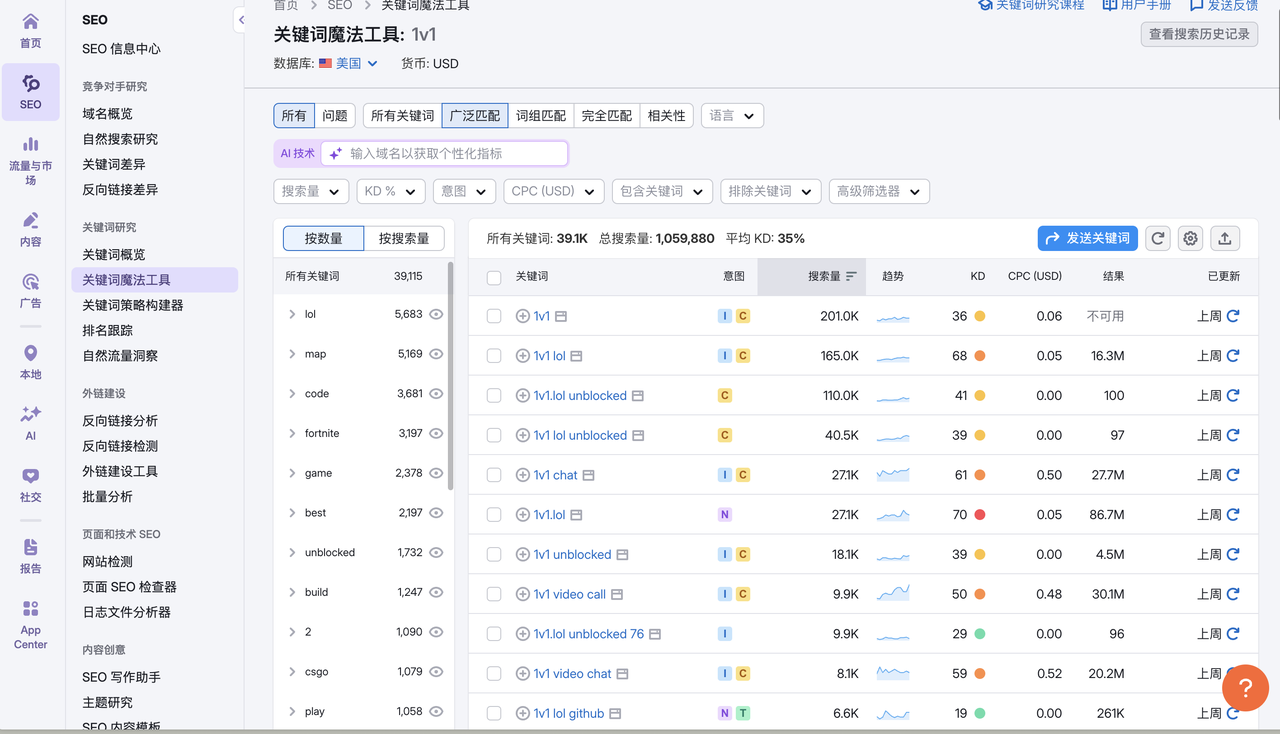 首页 > SEO > 关键词魔法工具
关键词研究课程 用户手册 发送反馈
关键词魔法工具: 1v1
查看搜索历史记录
数据库: 美国 货币: USD
首页
SEO
流量与市场
内容
广告
本地
AI
社交
报告
App Center
SEO
SEO 信息中心
竞争对手研究
域名概览
自然搜索研究
关键词差异
反向链接差异
关键词研究
关键词概览
关键词魔法工具
关键词策略构建器
排名跟踪
自然流量洞察
外链建设
反向链接分析
反向链接检测
外链建设工具
批量分析
页面和技术 SEO
网站检测
页面 SEO 检查器
日志文件分析器
内容创意
SEO 写作助手
主题研究
SEO 内容模板
所有 问题 所有关键词 广泛匹配 词组匹配 完全匹配 相关性 语言
AI 技术 输入域名以获取个性化指标
搜索量 KD % 意图 CPC (USD) 包含关键词 排除关键词 高级筛选器
按数量 按搜索量
所有关键词 39,115
lol 5,683
map 5,169
code 3,681
fortnite 3,197
game 2,378
best 2,197
unblocked 1,732
build 1,247
2 1,090
csgo 1,079
play 1,058
所有关键词: 39.1K 总搜索量: 1,059,880 平均 KD: 35%
发送关键词
关键词 意图 搜索量 趋势 KD CPC (USD) 结果 已更新
1v1 I C 201.0K 36 0.06 不可用 上周
1v1 lol I C 165.0K 68 0.05 16.3M 上周
1v1.lol unblocked C 110.0K 41 0.00 100 上周
1v1 lol unblocked C 40.5K 39 0.00 97 上周
1v1 chat I C 27.1K 61 0.50 27.7M 上周
1v1.lol N 27.1K 70 0.05 86.7M 上周
1v1 unblocked I C 18.1K 39 0.00 4.5M 上周
1v1 video call I C 9.9K 50 0.48 30.1M 上周
1v1.lol unblocked 76 I 9.9K 29 0.00 96 上周
1v1 video chat I C 8.1K 59 0.52 20.2M 上周
1v1 lol github N T 6.6K 19 0.00 261K 上周
?